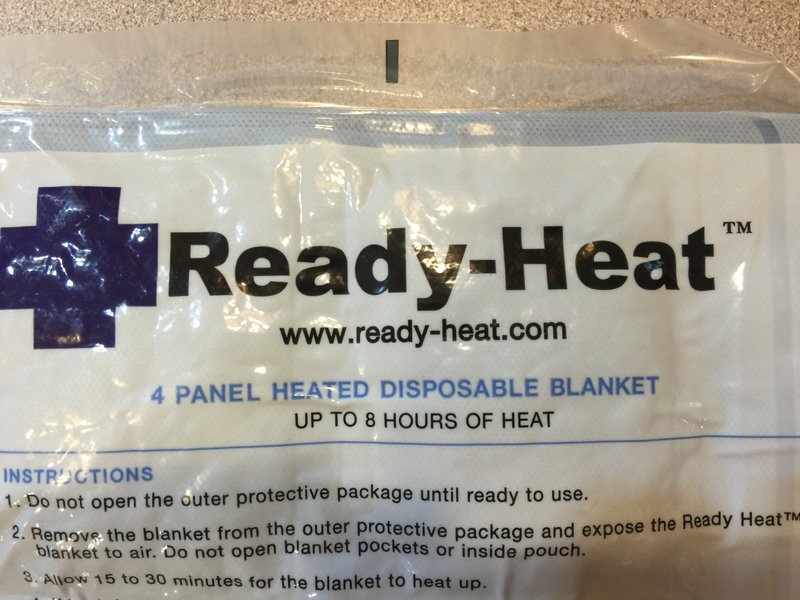 Ready-Heat™
www.ready-heat.com
4 PANEL HEATED DISPOSABLE BLANKET
UP TO 8 HOURS OF HEAT
INSTRUCTIONS
1. Do not open the outer protective package until ready to use.
2. Remove the blanket from the outer protective package and expose the Ready Heat™
blanket to air. Do not open blanket pockets or inside pouch.
3. Allow 15 to 30 minutes for the blanket to heat up.